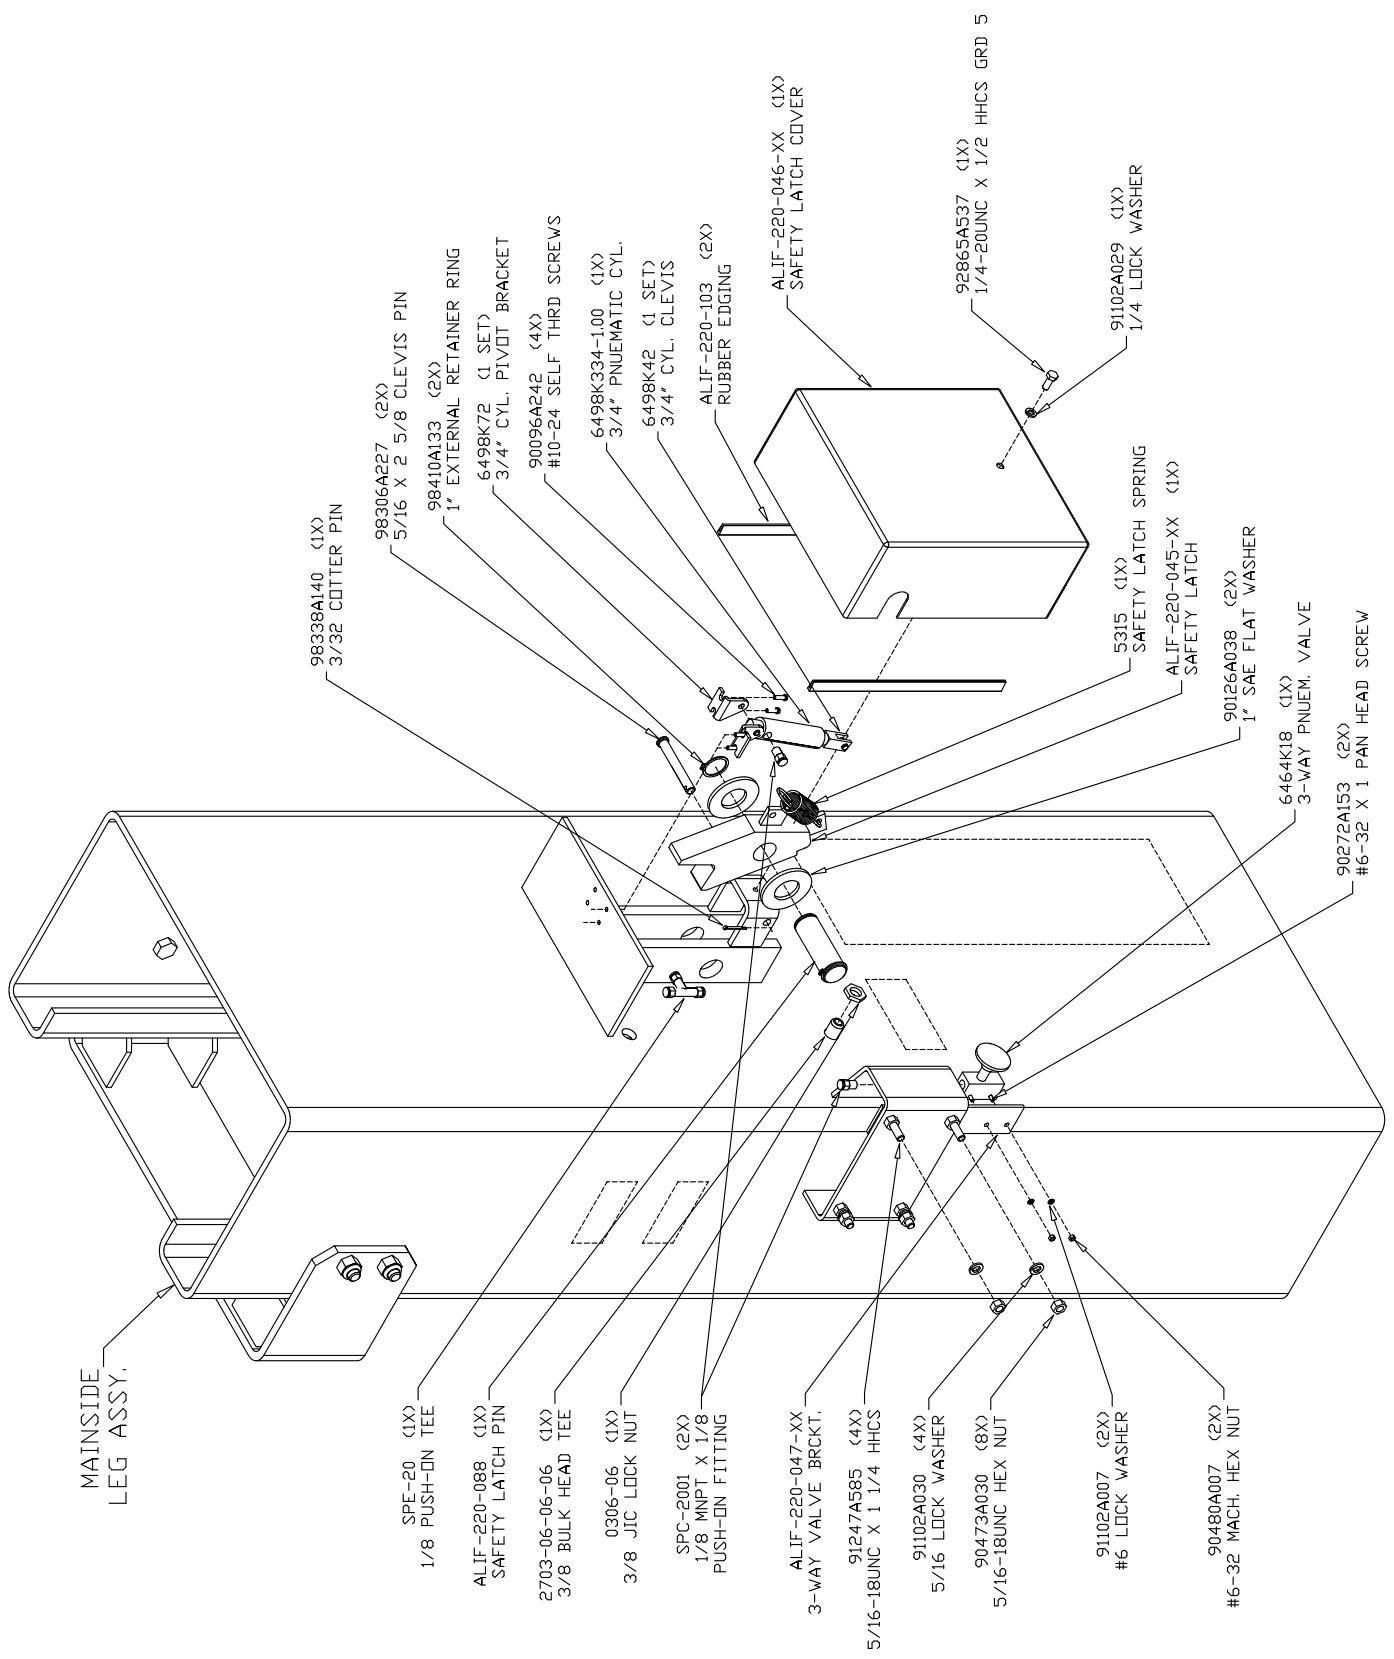 MAINSIDE
LEG ASSY.
SPE-20 (1X)
1/8 PUSH-ON TEE
ALIF-220-088 (1X)
SAFETY LATCH PIN
2703-06-06-06 (1X)
3/8 BULK HEAD TEE
0306-06 (1X)
3/8 JIC LOCK NUT
SPC-2001 (2X)
1/8 MNPT X 1/8
PUSH-ON FITTING
ALIF-220-047-XX
3-WAY VALVE BRCKT.
91247A585 (4X)
5/16-18UNC X 1 1/4 HHCS
91102A030 (4X)
5/16 LOCK WASHER
90473A030 (8X)
5/16-18UNC HEX NUT
91102A007 (2X)
#6 LOCK WASHER
90480A007 (2X)
#6-32 MACH. HEX NUT
98338A140 (1X)
3/32 COTTER PIN
98306A227 (2X)
5/16 X 2 5/8 CLEVIS PIN
98410A133 (2X)
1" EXTERNAL RETAINER RING
6498K72 (1 SET)
3/4" CYL. PIVOT BRACKET
90096A242 (4X)
#10-24 SELF THRD SCREWS
6498K334-1.00 (1X)
3/4" PNUEMATIC CYL.
6498K42 (1 SET)
3/4" CYL. CLEVIS
ALIF-220-103 (2X)
RUBBER EDGING
ALIF-220-046-XX (1X)
SAFETY LATCH COVER
92865A537 (1X)
1/4-20UNC X 1/2 HHCS GRD 5
91102A029 (1X)
1/4 LOCK WASHER
5315 (1X)
SAFETY LATCH SPRING
ALIF-220-045-XX (1X)
SAFETY LATCH
90126A038 (2X)
1" SAE FLAT WASHER
6464K18 (1X)
3-WAY PNUEM. VALVE
90272A153 (2X)
#6-32 X 1 PAN HEAD SCREW